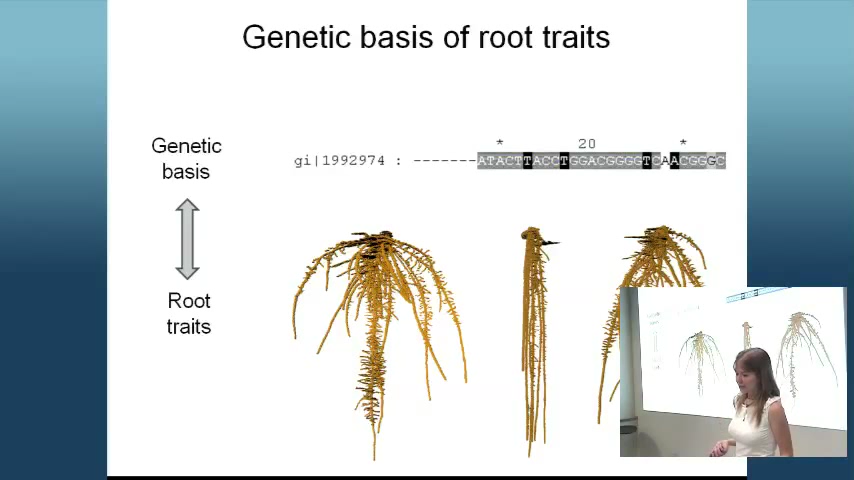 Genetic basis of root traits
Genetic
basis
* 20 *
gi|1992974 : -------ATACTTACCTGGACGGGGTCAACGGGC
Root
traits